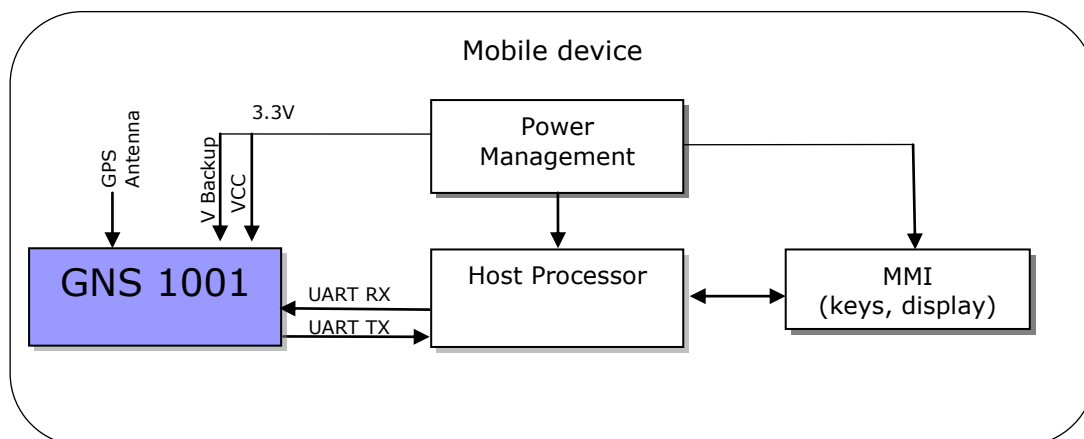 Mobile device
3.3V
Power
Management
GPS
Antenna
V Backup
VCC
GNS 1001
UART RX
UART TX
Host Processor
MMI
(keys, display)